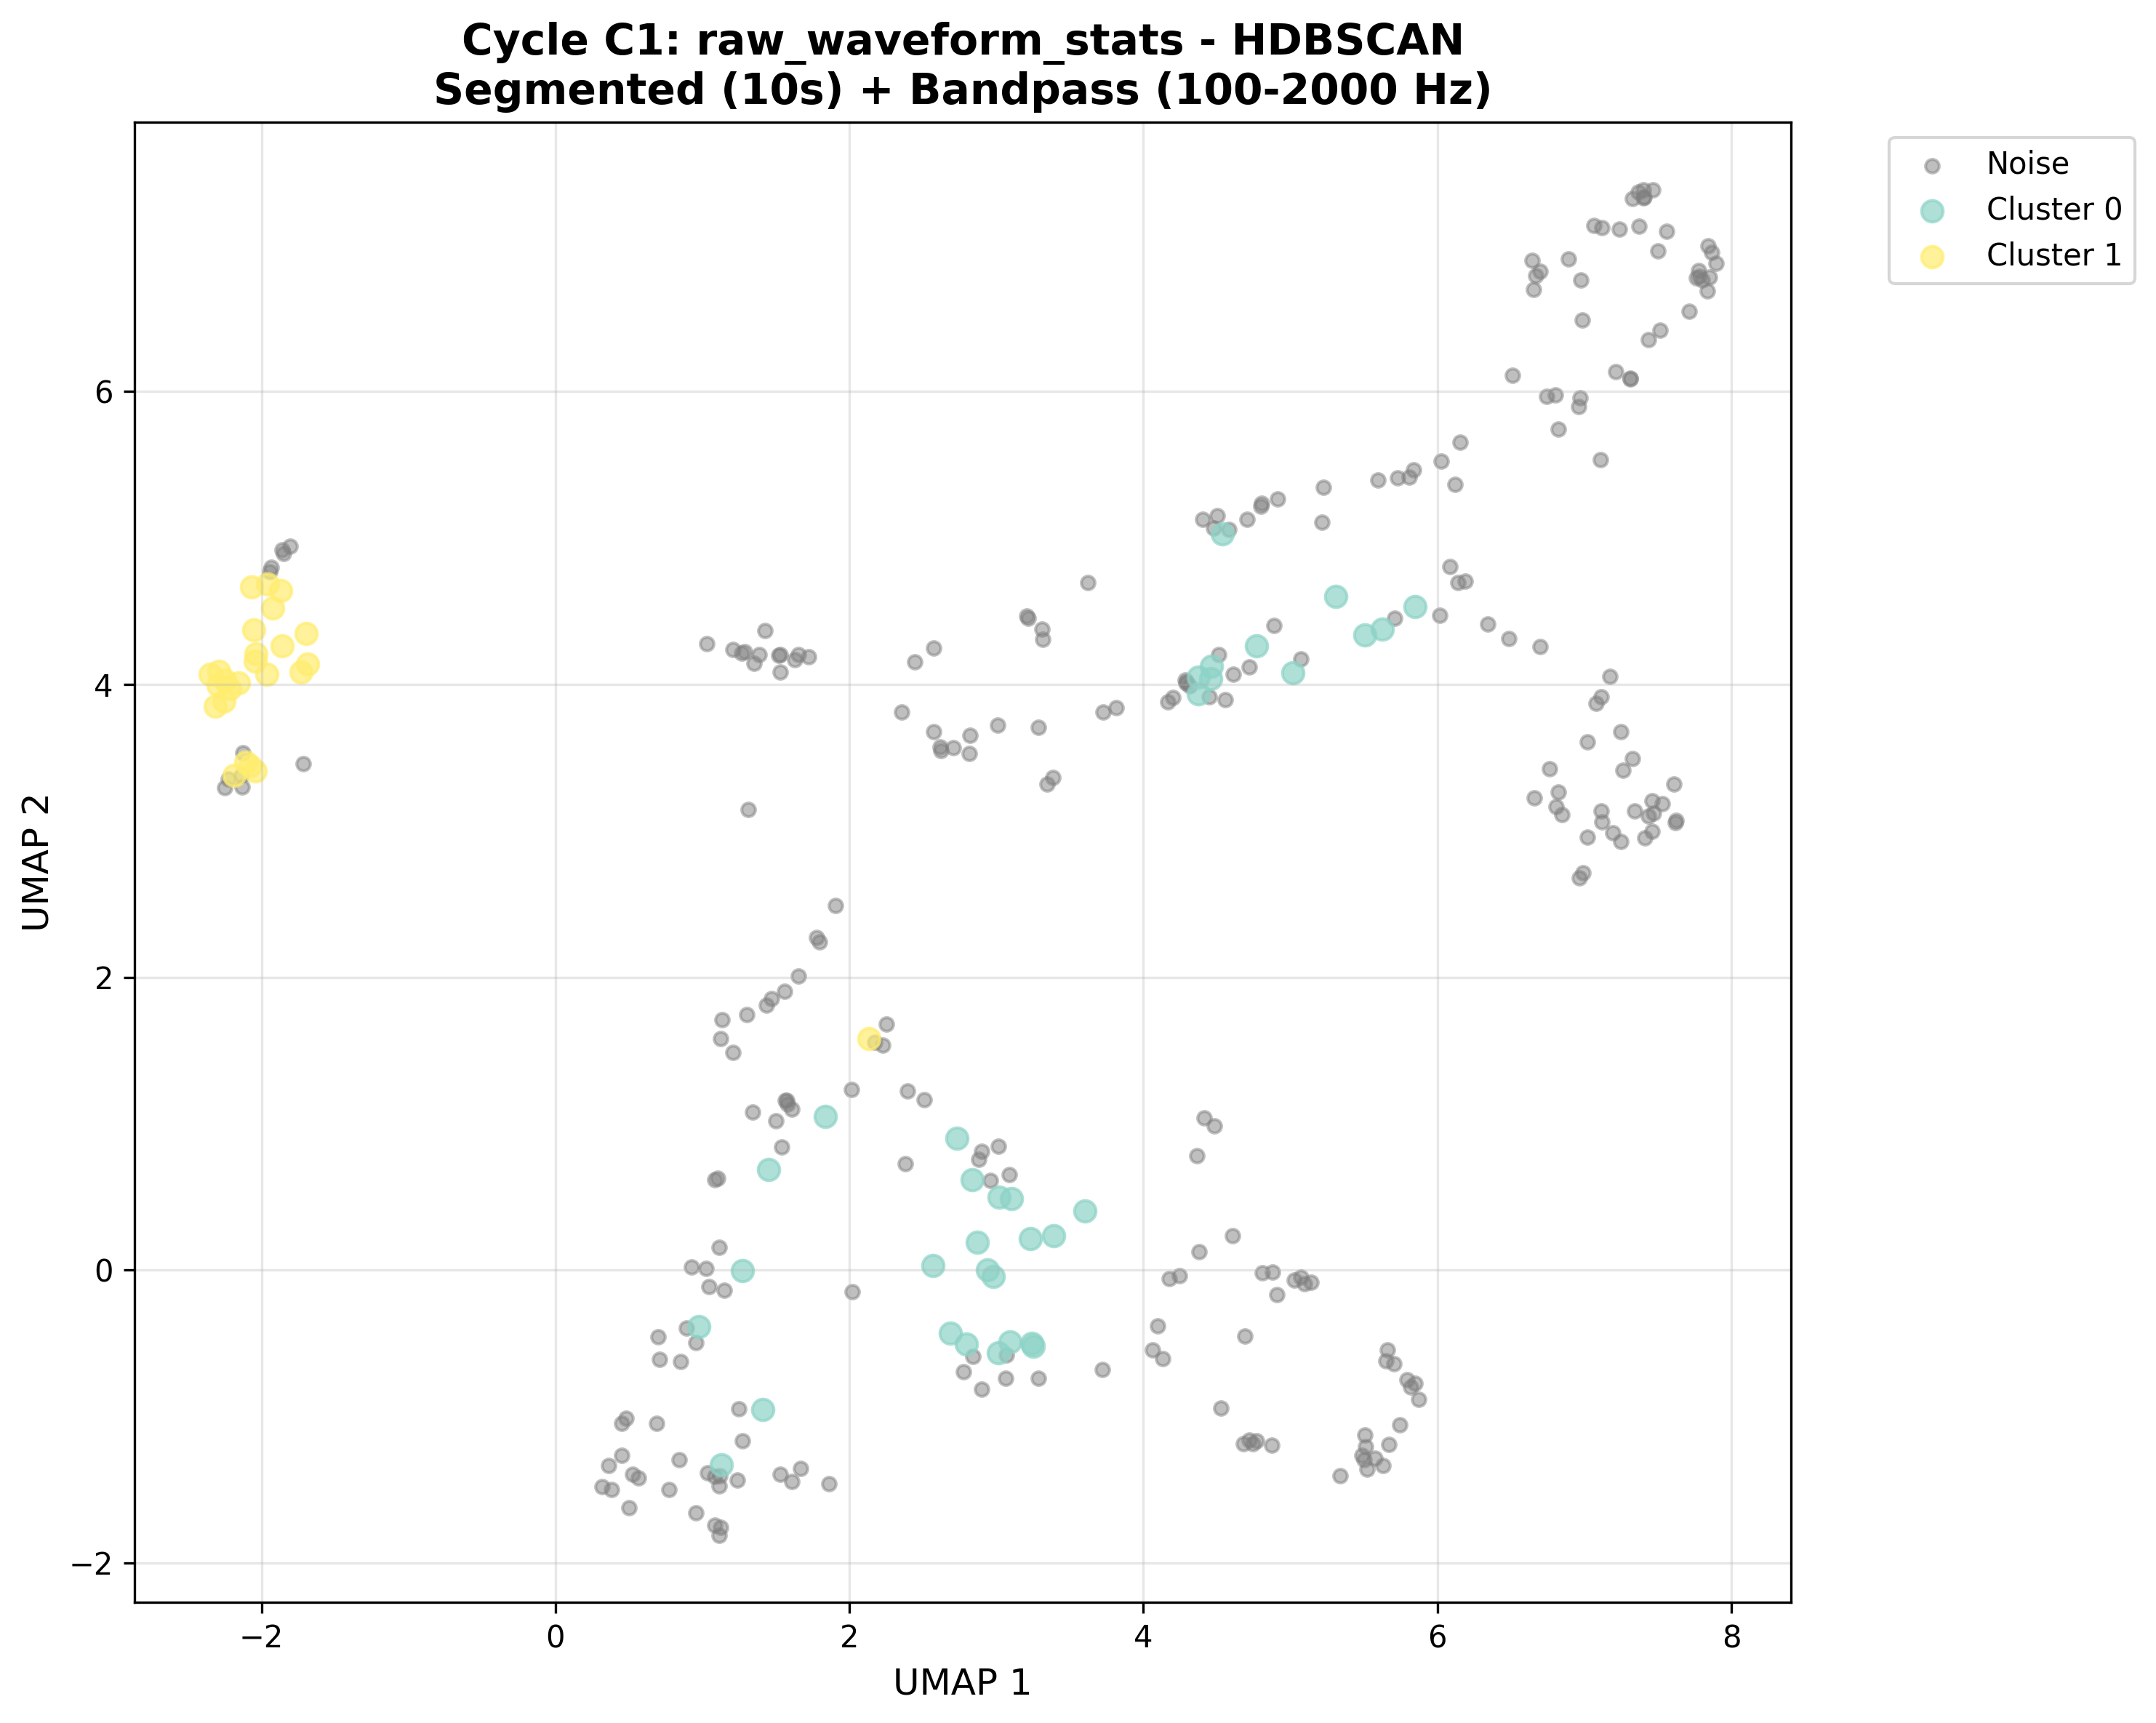 Cycle C1: raw_waveform_stats - HDBSCAN
Segmented (10s) + Bandpass (100-2000 Hz)
Noise
Cluster 0
Cluster 1
6
4
2
0
−2
UMAP 2
−2
0
2
4
6
8
UMAP 1